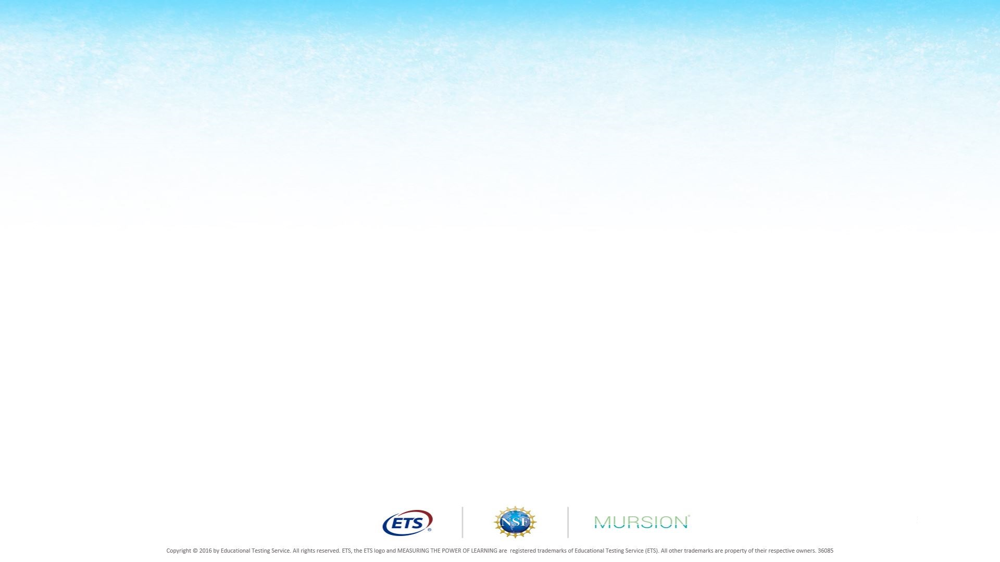 ETS®
NSF
MURSION®
Copyright © 2016 by Educational Testing Service. All rights reserved. ETS, the ETS logo and MEASURING THE POWER OF LEARNING are  registered trademarks of Educational Testing Service (ETS). All other trademarks are property of their respective owners. 36085